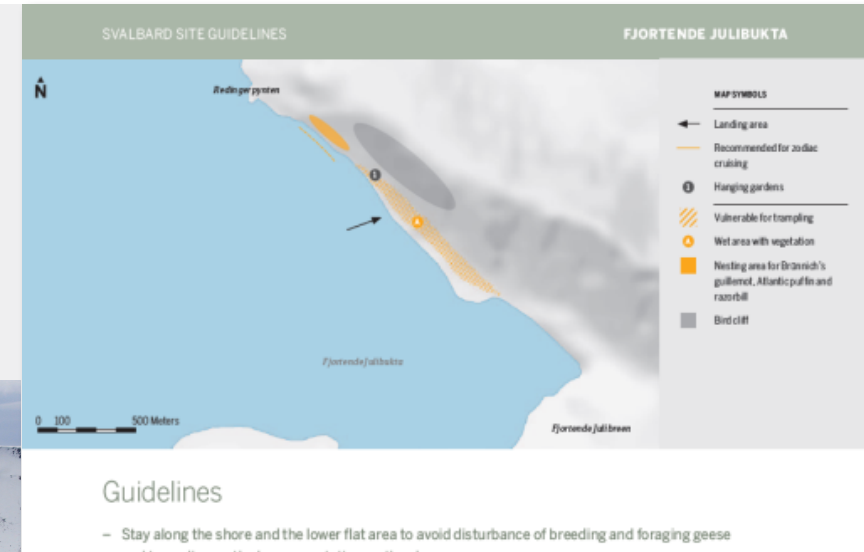 SVALBARD SITE GUIDELINES
FJORTENDE JULIBUKTA
N
Redingerpynten
1
A
Fjortende Julibukta
0 100 500 Meters
Fjortende Julibreen
MAP SYMBOLS
Landing area
Recommended for zodiac
cruising
1 Hanging gardens
Vulnerable for trampling
A Wet area with vegetation
Nesting area for Brünnich's
guillemot, Atlantic puffin and
razorbill
Bird cliff
Guidelines
– Stay along the shore and the lower flat area to avoid disturbance of breeding and foraging geese